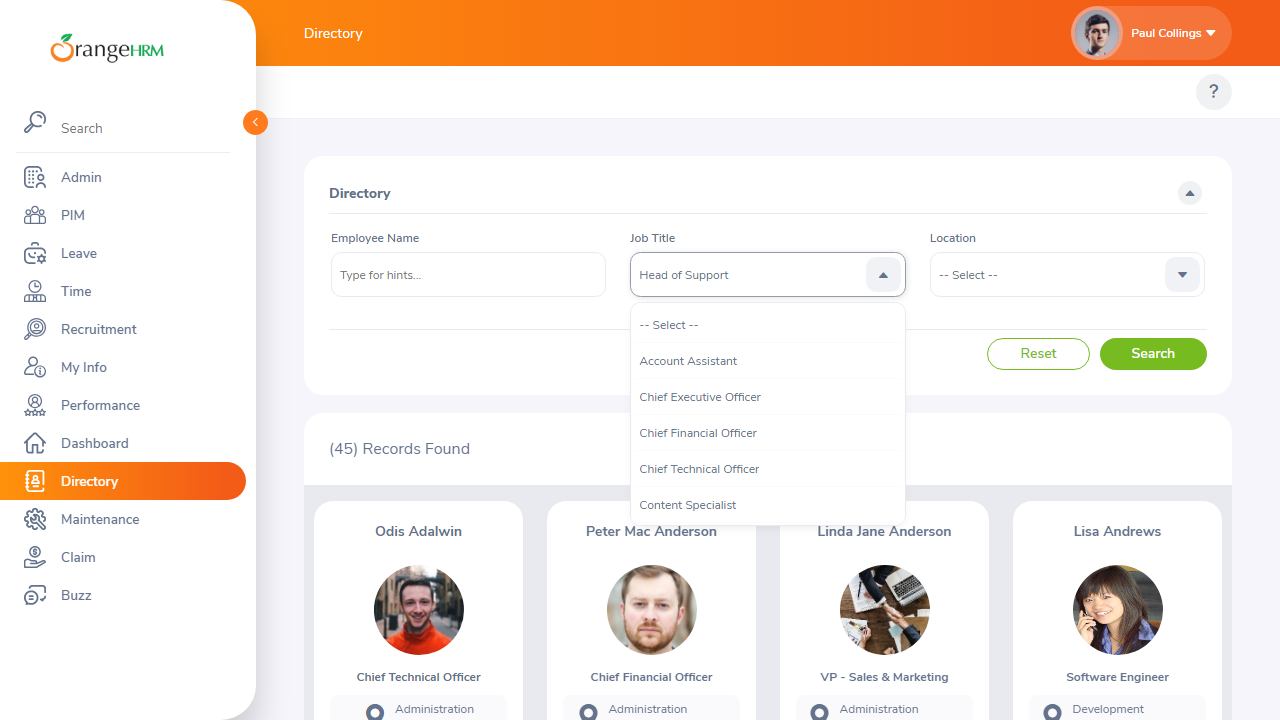 OrangeHRM
Directory
Paul Collings
?
Search
Admin
PIM
Leave
Time
Recruitment
My Info
Performance
Dashboard
Directory
Maintenance
Claim
Buzz
Directory
Employee Name
Job Title
Location
Type for hints...
Head of Support
-- Select --
-- Select --
Account Assistant
Chief Executive Officer
Chief Financial Officer
Chief Technical Officer
Content Specialist
Reset
Search
(45) Records Found
Odis Adalwin
Peter Mac Anderson
Linda Jane Anderson
Lisa Andrews
Chief Technical Officer
Chief Financial Officer
VP - Sales & Marketing
Software Engineer
Administration
Administration
Administration
Development